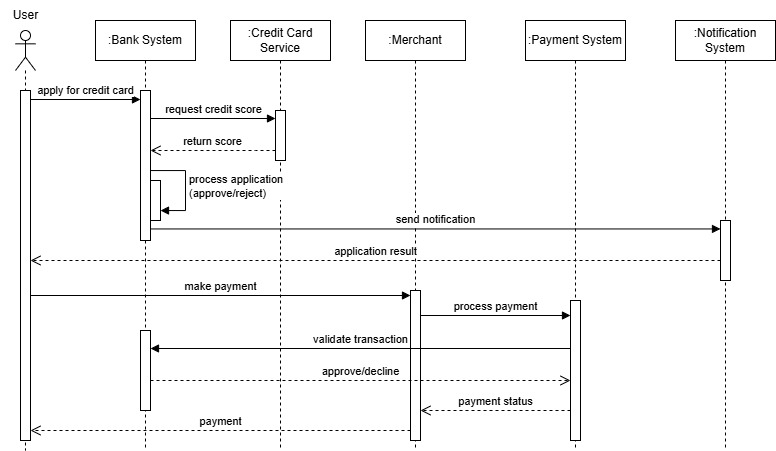 User
:Bank System
:Credit Card
Service
:Merchant
:Payment System
:Notification
System
apply for credit card
request credit score
return score
process application
(approve/reject)
send notification
application result
make payment
process payment
validate transaction
approve/decline
payment status
payment